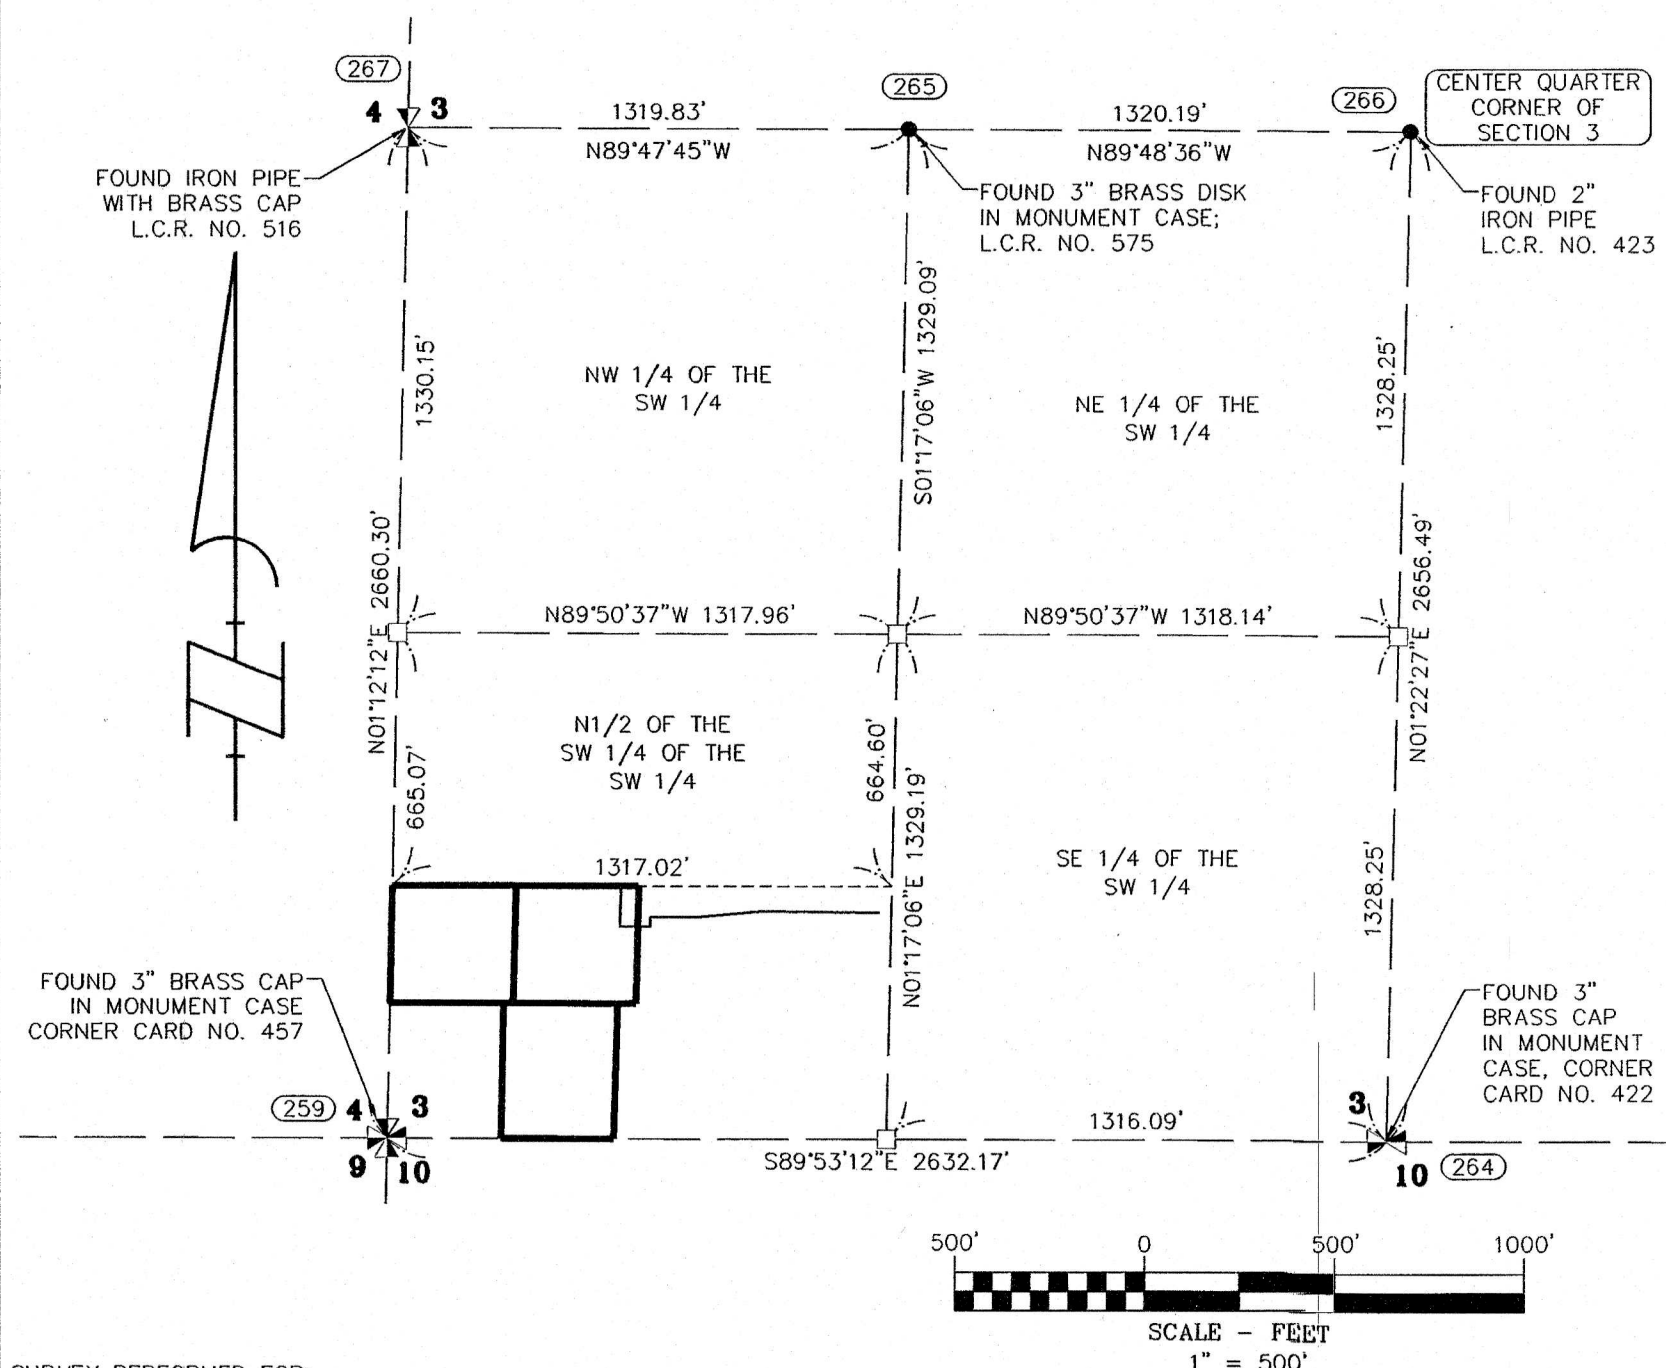 267
4 3
1319.83'
N89°47'45"W
265
1320.19'
N89°48'36"W
266
CENTER QUARTER
CORNER OF
SECTION 3
FOUND IRON PIPE
WITH BRASS CAP
L.C.R. NO. 516
FOUND 3" BRASS DISK
IN MONUMENT CASE;
L.C.R. NO. 575
FOUND 2"
IRON PIPE
L.C.R. NO. 423
1330.15'
NW 1/4 OF THE
SW 1/4
S01°17'06"W 1329.09'
NE 1/4 OF THE
SW 1/4
1328.25'
N01°12'12"E 2660.30'
N89°50'37"W 1317.96'
N89°50'37"W 1318.14'
N01°22'27"E 2656.49'
665.07'
N1/2 OF THE
SW 1/4 OF THE
SW 1/4
664.60'
N01°17'06"E 1329.19'
1317.02'
SE 1/4 OF THE
SW 1/4
1328.25'
FOUND 3" BRASS CAP
IN MONUMENT CASE
CORNER CARD NO. 457
FOUND 3"
BRASS CAP
IN MONUMENT
CASE, CORNER
CARD NO. 422
259
4 3
9 10
1316.09'
S89°53'12"E 2632.17'
3
10
264
500' 0 500' 1000'
SCALE - FEET
1" = 500'
SURVEY PERFORMED FOR